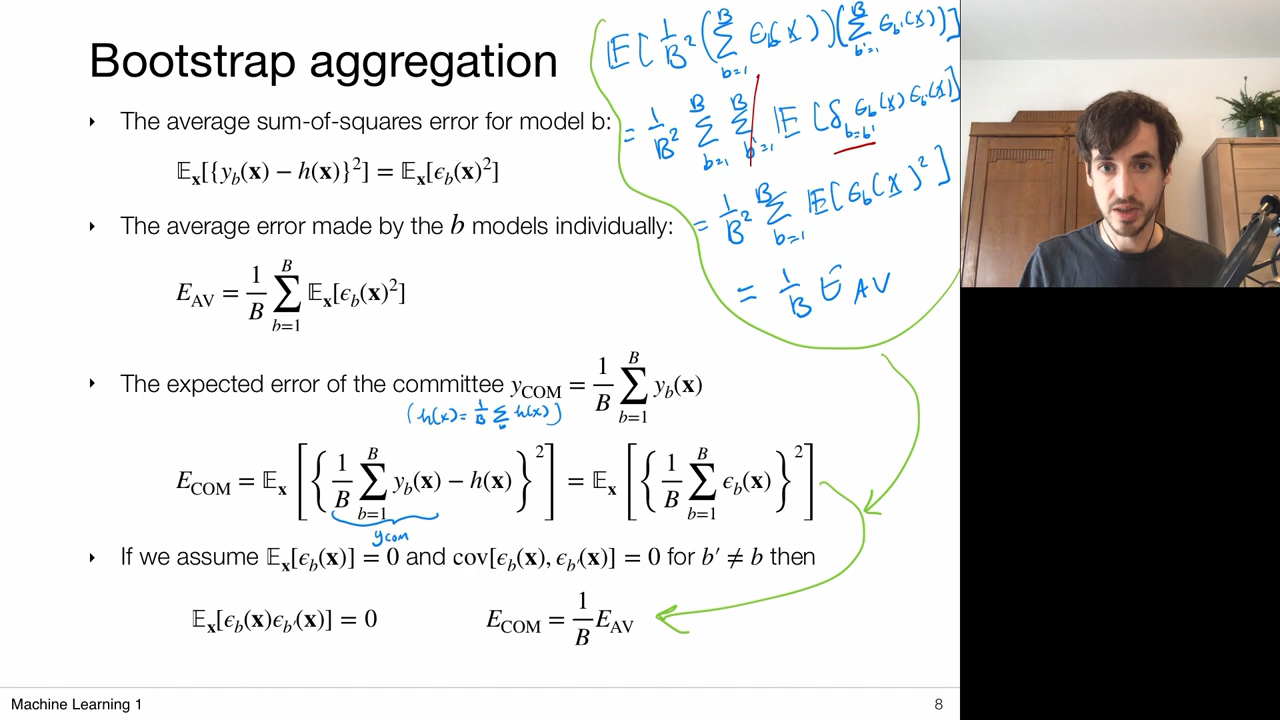 Bootstrap aggregation
‣ The average sum-of-squares error for model b:
𝔼ₓ[{y_b(x) − h(x)}²] = 𝔼ₓ[ϵ_b(x)²]
‣ The average error made by the b models individually:
E_AV = 1/B ∑_{b=1}^{B} 𝔼ₓ[ϵ_b(x)²]
‣ The expected error of the committee y_COM = 1/B ∑_{b=1}^{B} y_b(x)
(h(x) = 1/B ∑_b h(x))
E_COM = 𝔼ₓ[{1/B ∑_{b=1}^{B} y_b(x) − h(x)}²] = 𝔼ₓ[{1/B ∑_{b=1}^{B} ϵ_b(x)}²]
y_COM
‣ If we assume 𝔼ₓ[ϵ_b(x)] = 0 and cov[ϵ_b(x), ϵ_b′(x)] = 0 for b′ ≠ b then
𝔼ₓ[ϵ_b(x)ϵ_b′(x)] = 0 E_COM = 1/B E_AV
𝔼[1/B² (∑_{b=1}^{B} ϵ_b(x)) (∑_{b'=1}^{B} ϵ_b'(x))]
= 1/B² ∑_{b=1}^{B} ∑_{b'=1}^{B} 𝔼[δ_{b=b'} ϵ_b(x) ϵ_b'(x)]
= 1/B² ∑_{b=1}^{B} 𝔼[ϵ_b(x)²]
= 1/B E_AV
Machine Learning 1
8